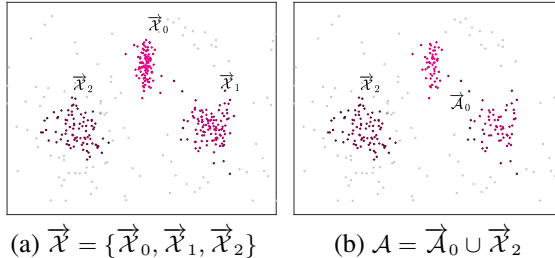 𝒳⃗₀
𝒳⃗₂ 𝒳⃗₁ 𝒳⃗₂ 𝒜⃗₀
(a) 𝒳⃗ = {𝒳⃗₀, 𝒳⃗₁, 𝒳⃗₂} (b) 𝒜 = 𝒜⃗₀ ∪ 𝒳⃗₂